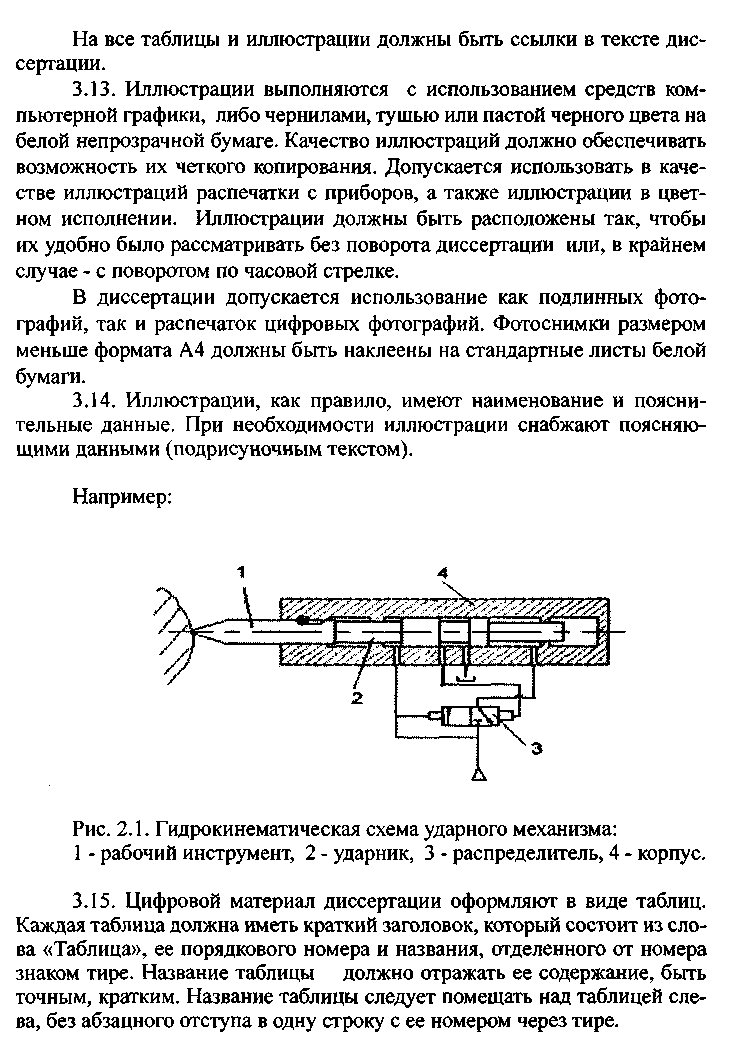 На все таблицы и иллюстрации должны быть ссылки в тексте дис-
сертации.
3.13. Иллюстрации выполняются с использованием средств ком-
пьютерной графики, либо чернилами, тушью или пастой черного цвета на
белой непрозрачной бумаге. Качество иллюстраций должно обеспечивать
возможность их четкого копирования. Допускается использовать в каче-
стве иллюстраций распечатки с приборов, а также иллюстрации в цвет-
ном исполнении. Иллюстрации должны быть расположены так, чтобы
их удобно было рассматривать без поворота диссертации или, в крайнем
случае - с поворотом по часовой стрелке.
В диссертации допускается использование как подлинных фото-
графий, так и распечаток цифровых фотографий. Фотоснимки размером
меньше формата А4 должны быть наклеены на стандартные листы белой
бумаги.
3.14. Иллюстрации, как правило, имеют наименование и поясни-
тельные данные. При необходимости иллюстрации снабжают поясняю-
щими данными (подрисуночным текстом).
Например:
1
4
2
3
Рис. 2.1. Гидрокинематическая схема ударного механизма:
1 - рабочий инструмент, 2 - ударник, 3 - распределитель, 4 - корпус.
3.15. Цифровой материал диссертации оформляют в виде таблиц.
Каждая таблица должна иметь краткий заголовок, который состоит из сло-
ва «Таблица», ее порядкового номера и названия, отделенного от номера
знаком тире. Название таблицы должно отражать ее содержание, быть
точным, кратким. Название таблицы следует помещать над таблицей сле-
ва, без абзацного отступа в одну строку с ее номером через тире.